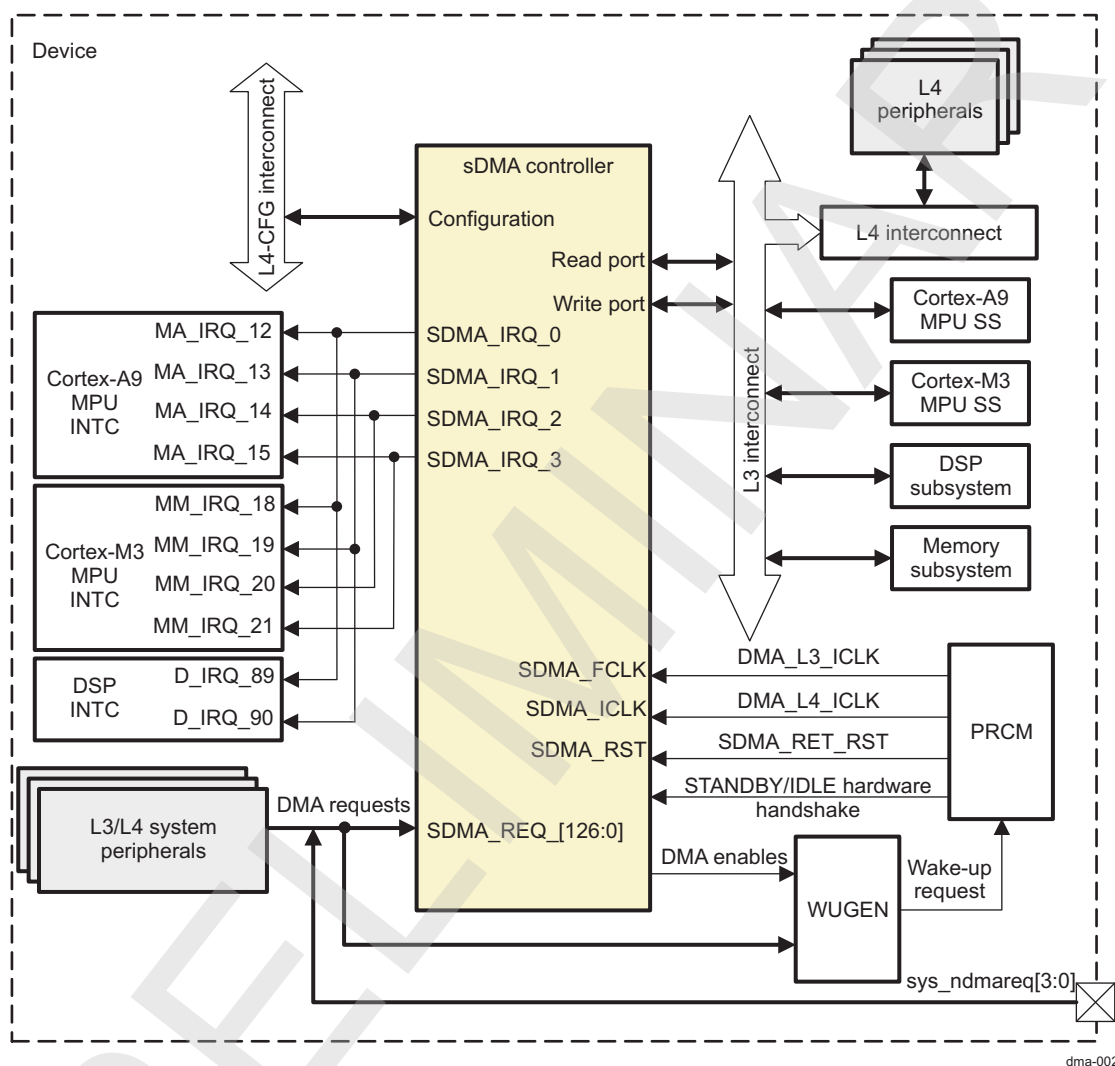 Device
L4-CFG interconnect
sDMA controller
Configuration
Read port
Write port
SDMA_IRQ_0
SDMA_IRQ_1
SDMA_IRQ_2
SDMA_IRQ_3
L4
peripherals
L4 interconnect
L3 interconnect
Cortex-A9
MPU SS
Cortex-M3
MPU SS
DSP
subsystem
Memory
subsystem
Cortex-A9
MPU
INTC
MA_IRQ_12
MA_IRQ_13
MA_IRQ_14
MA_IRQ_15
Cortex-M3
MPU
INTC
MM_IRQ_18
MM_IRQ_19
MM_IRQ_20
MM_IRQ_21
DSP
INTC
D_IRQ_89
D_IRQ_90
SDMA_FCLK
SDMA_ICLK
SDMA_RST
DMA_L3_ICLK
DMA_L4_ICLK
SDMA_RET_RST
STANDBY/IDLE hardware
handshake
PRCM
L3/L4 system
peripherals
DMA requests
SDMA_REQ_[126:0]
DMA enables
WUGEN
Wake-up
request
sys_ndmareq[3:0]
dma-002
PRELIMINARY